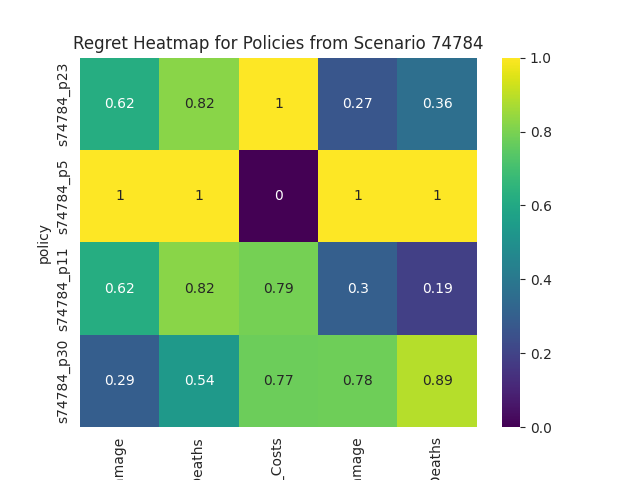 Regret Heatmap for Policies from Scenario 74784
policy
s74784_p23
0.62 0.82 1 0.27 0.36
s74784_p5
1 1 0 1 1
s74784_p11
0.62 0.82 0.79 0.3 0.19
s74784_p30
0.29 0.54 0.77 0.78 0.89
_Costs
1.0
0.8
0.6
0.4
0.2
0.0